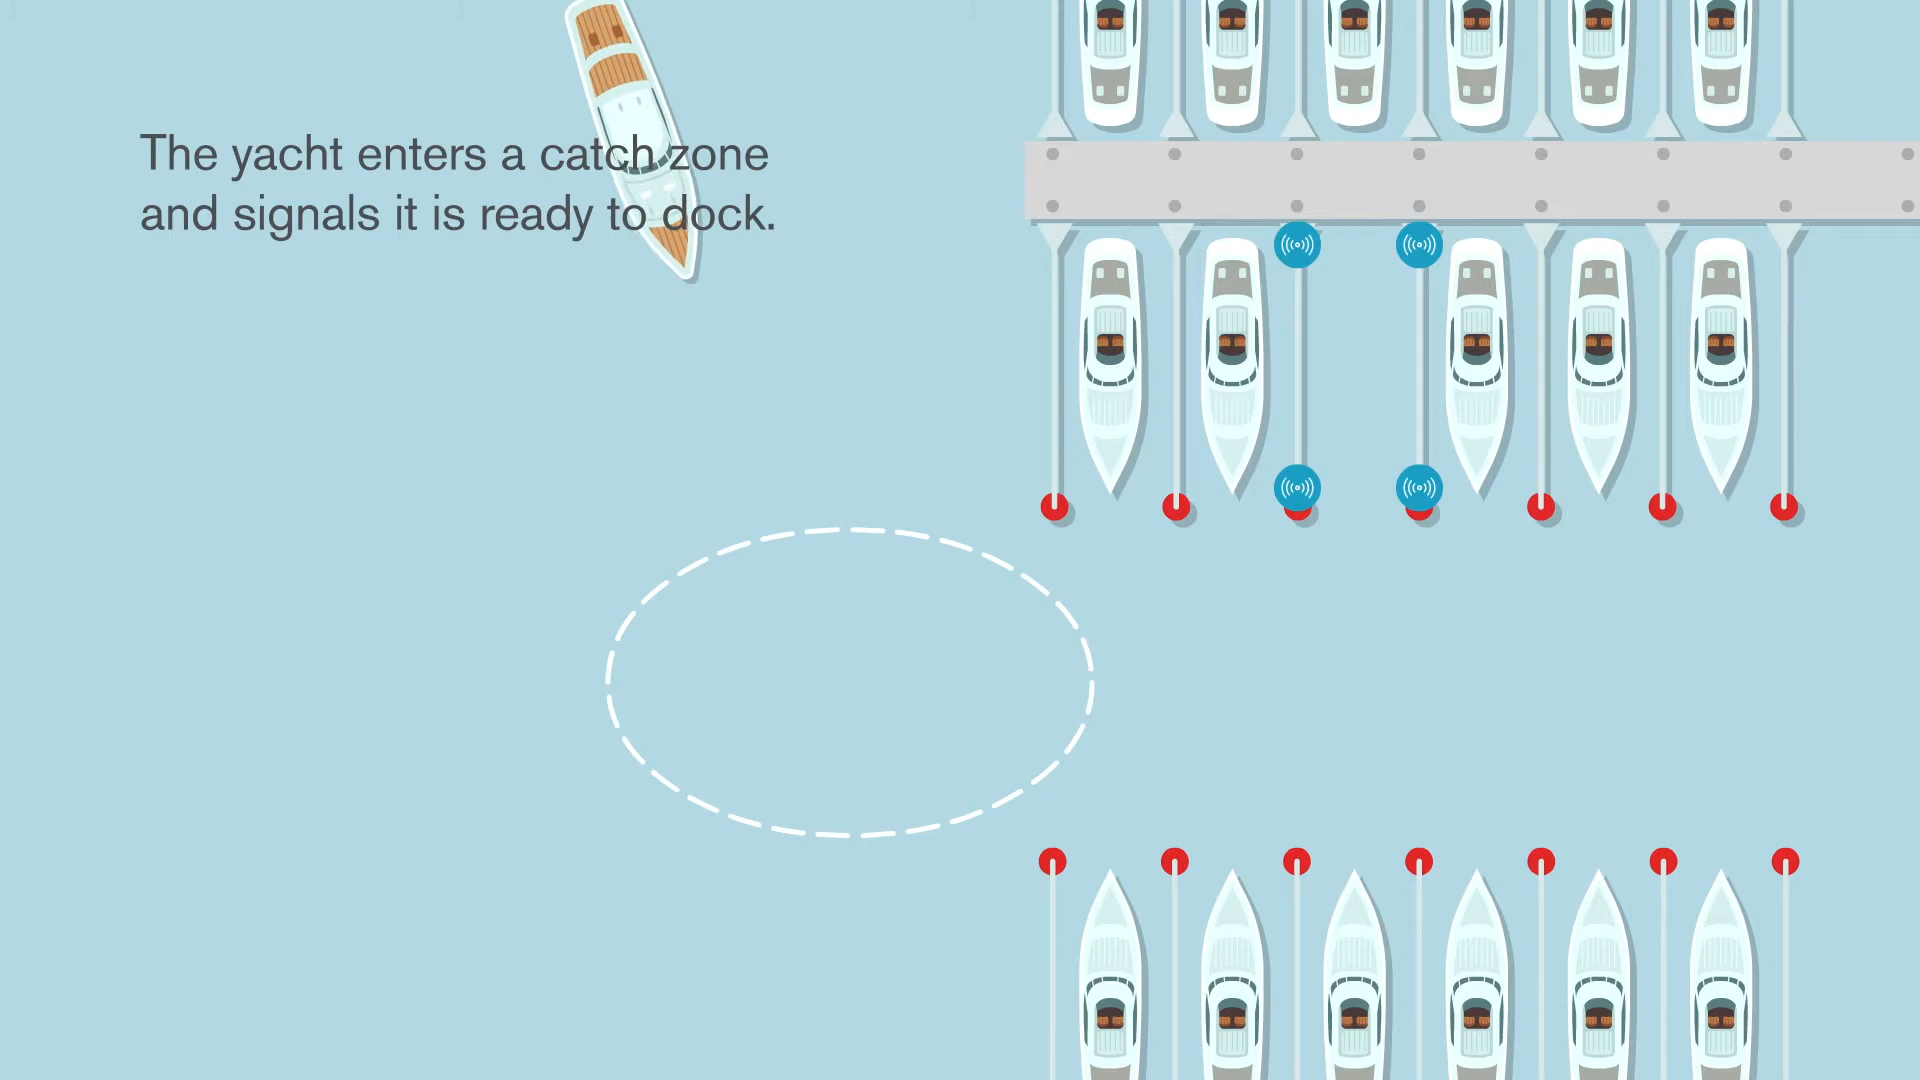 The yacht enters a catch zone
and signals it is ready to dock.